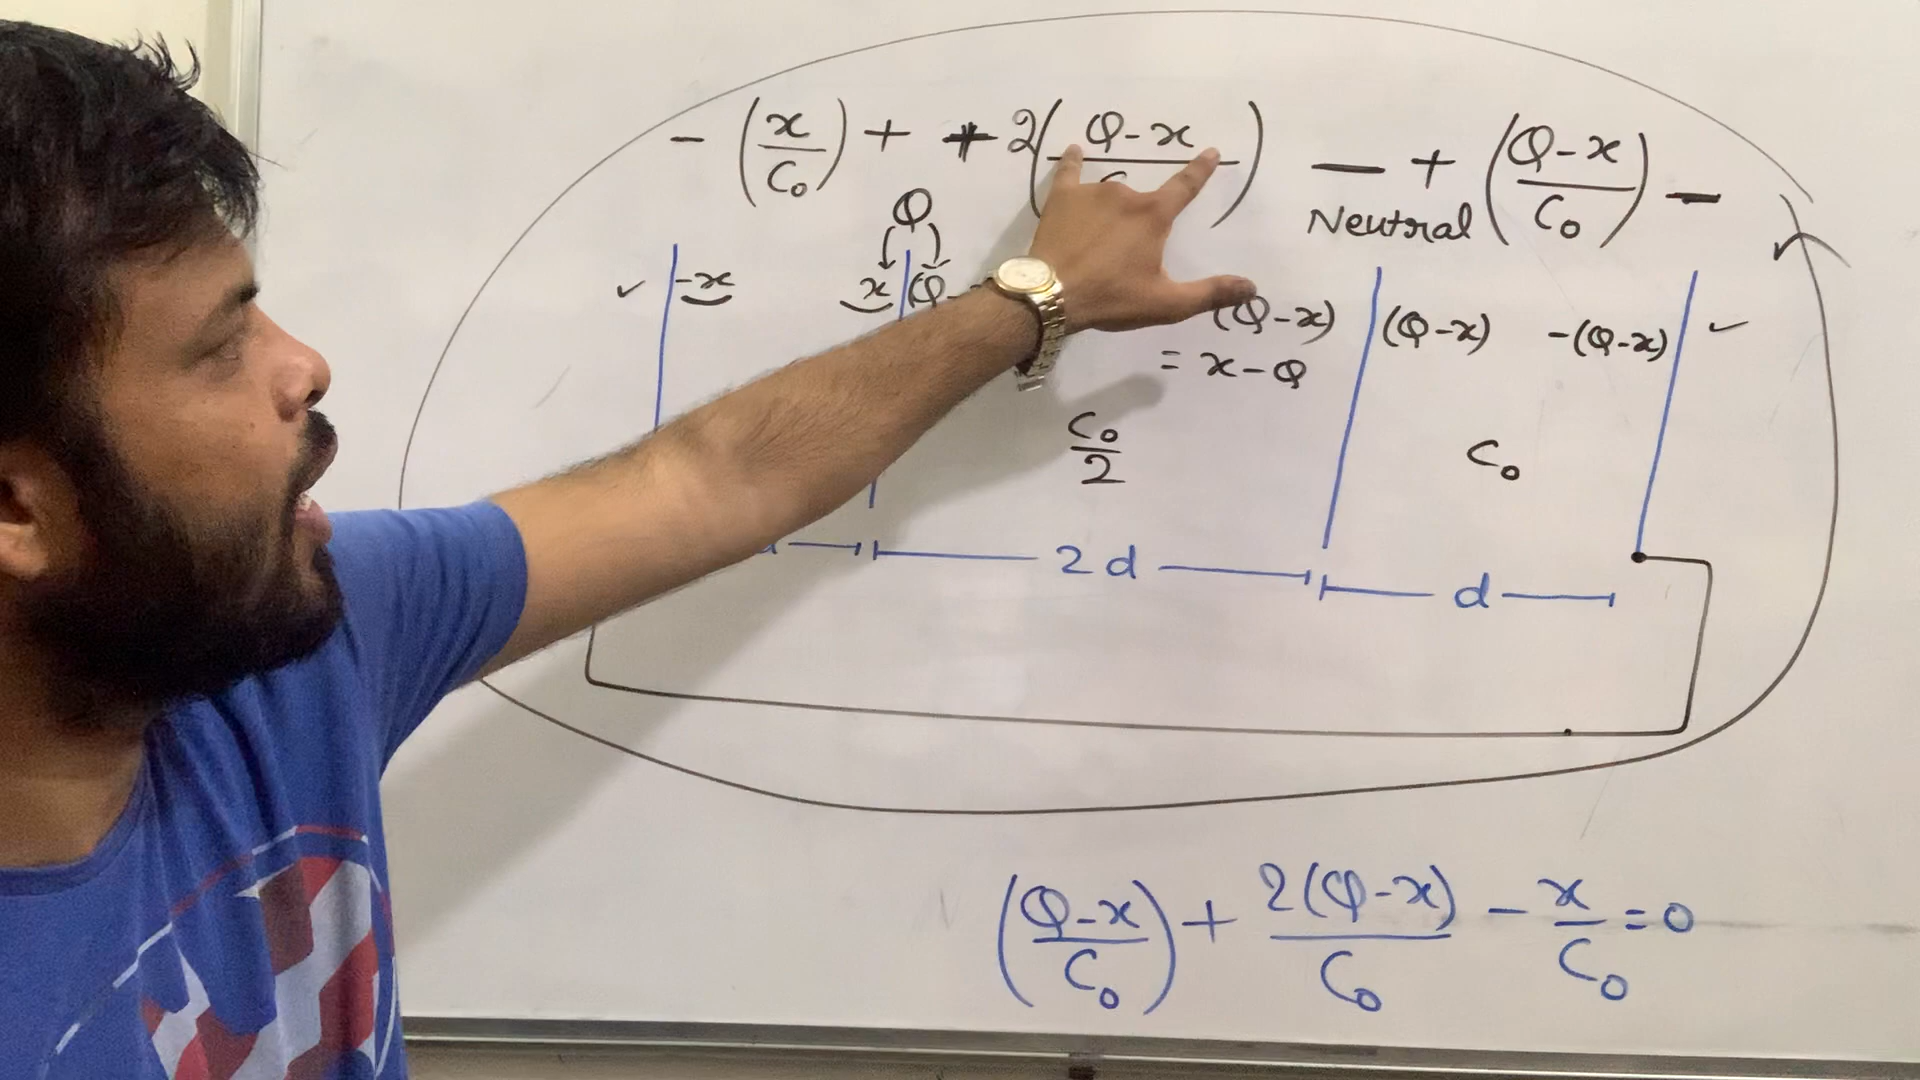 - (x/C₀) + + 2(Q-x/C) - + (Q-x/C₀) -
Neutral
Q
-x x (Q- (Q-x) (Q-x) -(Q-x)
= x-Q
C₀/2 C₀
2d d
(Q-x/C₀) + 2(Q-x)/C₀ - x/C₀ = 0